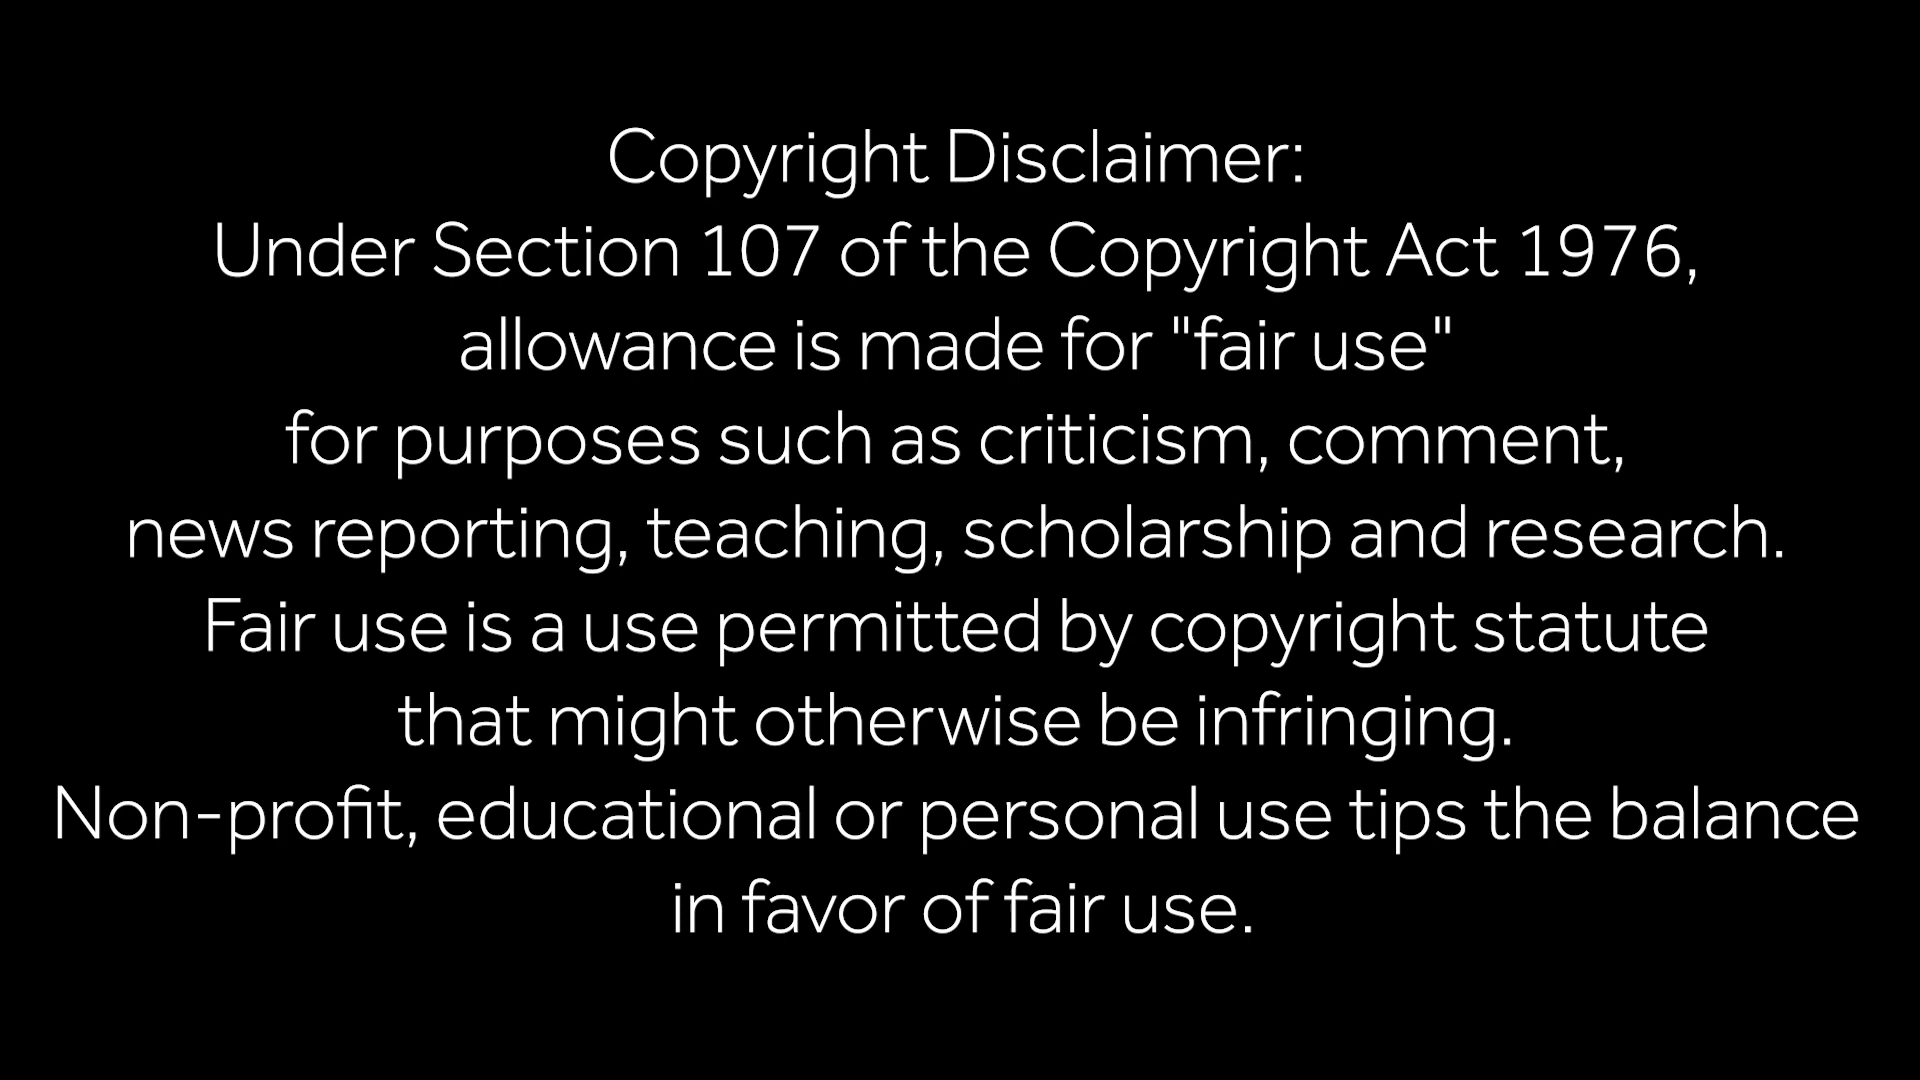 Copyright Disclaimer:
Under Section 107 of the Copyright Act 1976,
allowance is made for "fair use"
for purposes such as criticism, comment,
news reporting, teaching, scholarship and research.
Fair use is a use permitted by copyright statute
that might otherwise be infringing.
Non-profit, educational or personal use tips the balance
in favor of fair use.